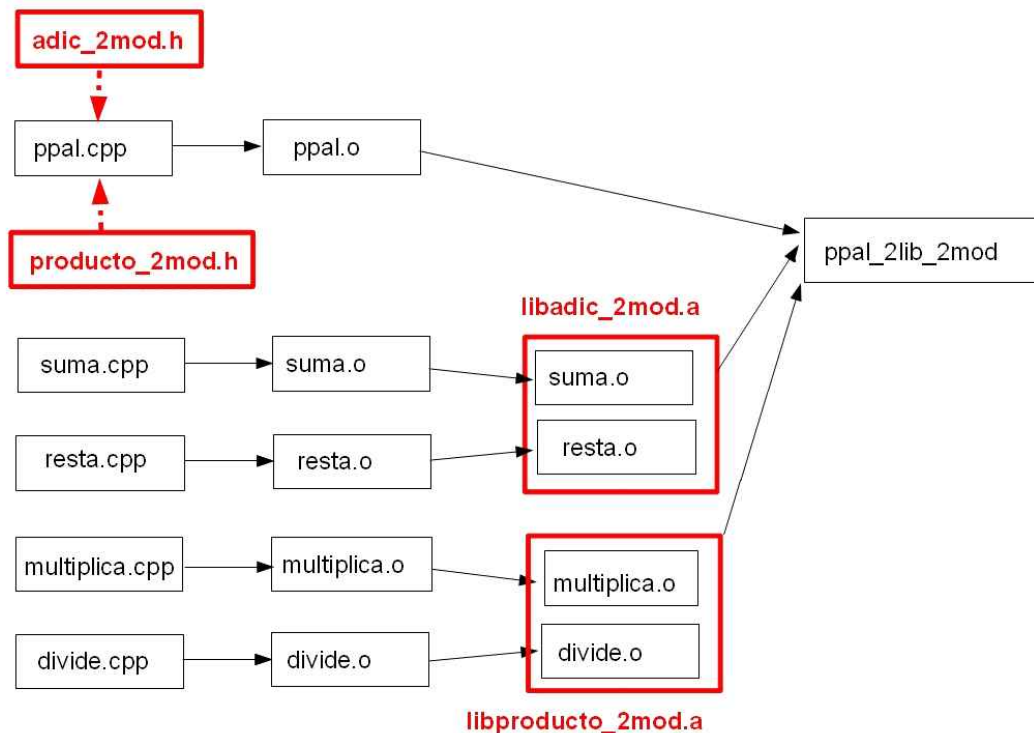 adic_2mod.h
ppal.cpp
ppal.o
producto_2mod.h
ppal_2lib_2mod
libadic_2mod.a
suma.cpp
suma.o
suma.o
resta.cpp
resta.o
resta.o
multiplica.cpp
multiplica.o
multiplica.o
divide.cpp
divide.o
divide.o
libproducto_2mod.a